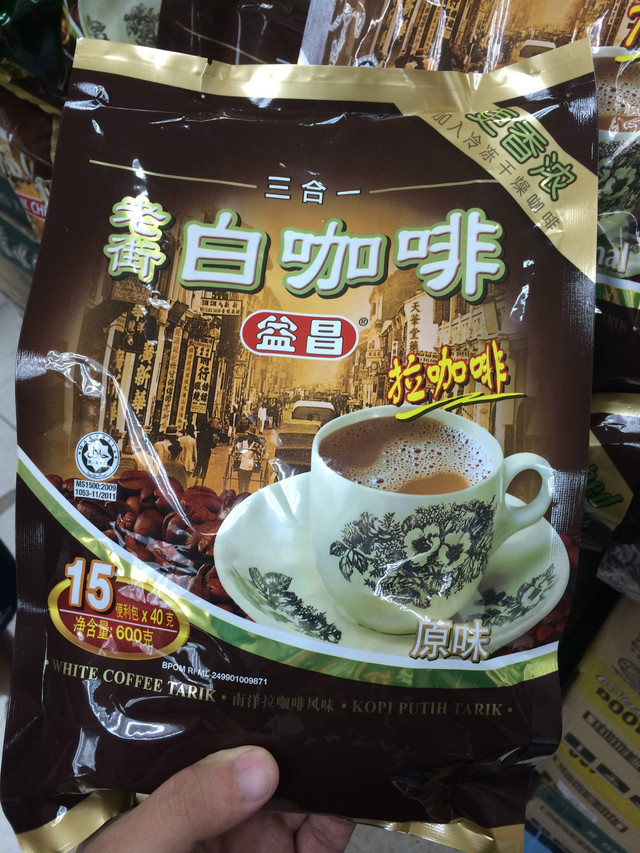 更香浓
加入冷冻干燥咖啡
三合一
老街
白咖啡
益昌®
拉咖啡
MS1500:2009
1053-11/2011
15
便利包 x 40 克
净含量: 600克
原味
BPOM RI ML 249901009871
WHITE COFFEE TARIK • 南洋拉咖啡风味 • KOPI PUTIH TARIK •